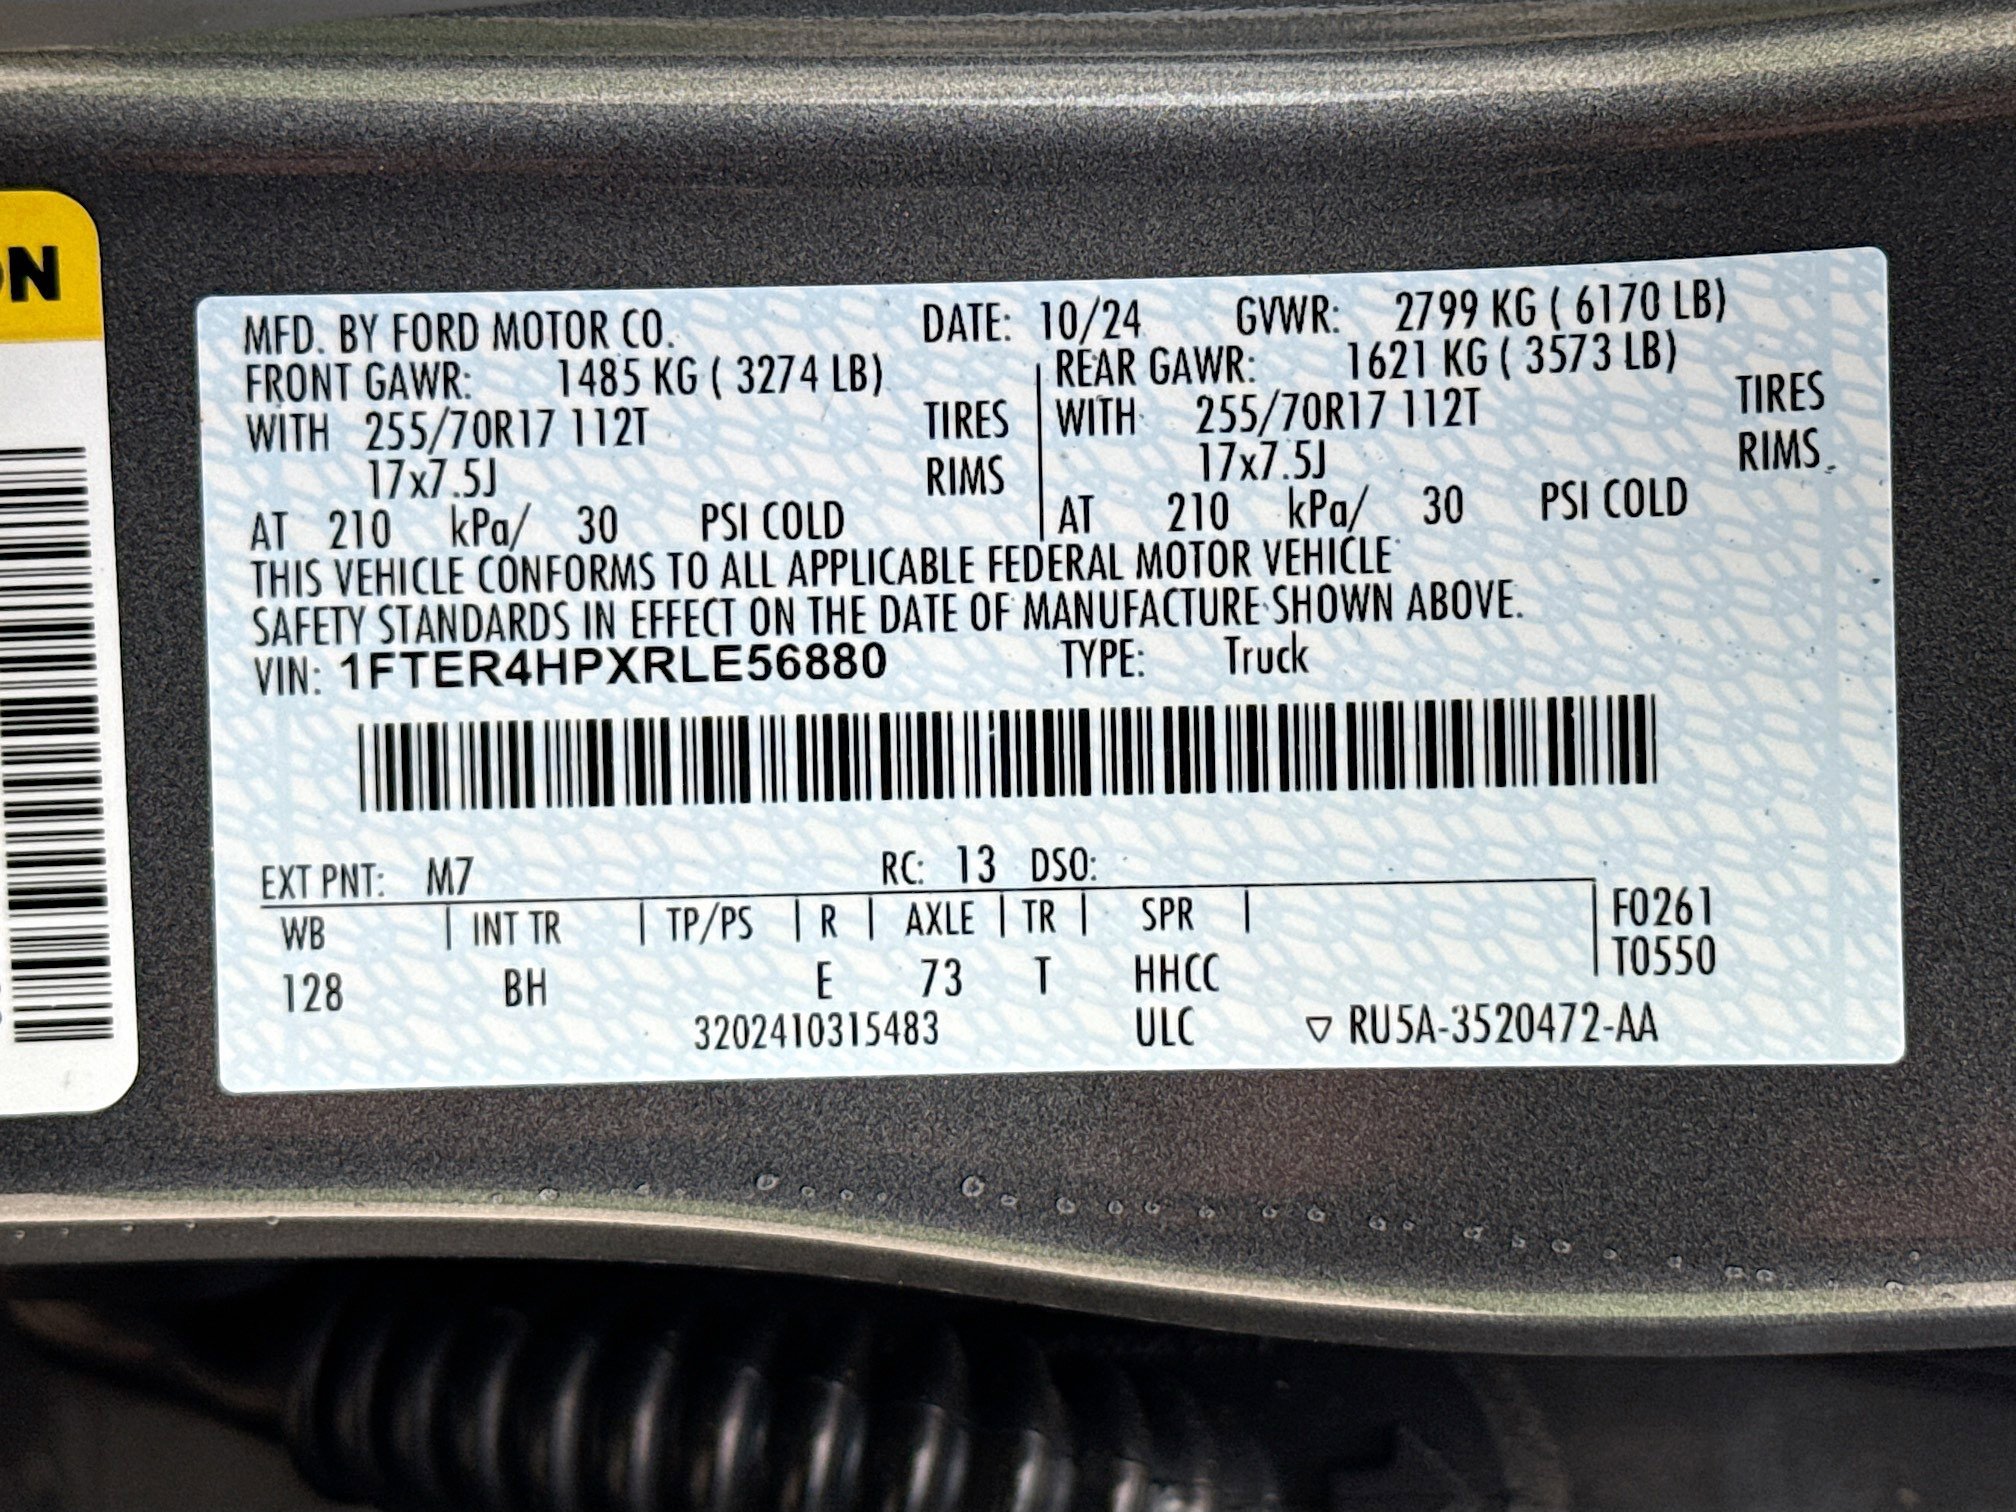 ON
MFD. BY FORD MOTOR CO. DATE: 10/24 GVWR: 2799 KG ( 6170 LB)
FRONT GAWR: 1485 KG ( 3274 LB) REAR GAWR: 1621 KG ( 3573 LB)
WITH 255/70R17 112T TIRES WITH 255/70R17 112T TIRES
17x7.5J RIMS 17x7.5J RIMS
AT 210 kPa/ 30 PSI COLD AT 210 kPa/ 30 PSI COLD
THIS VEHICLE CONFORMS TO ALL APPLICABLE FEDERAL MOTOR VEHICLE
SAFETY STANDARDS IN EFFECT ON THE DATE OF MANUFACTURE SHOWN ABOVE.
VIN: 1FTER4HPXRLE56880 TYPE: Truck
EXT PNT: M7 RC: 13 DSO:
WB INT TR TP/PS R AXLE TR SPR F0261
128 BH E 73 T HHCC T0550
3202410315483 ULC ▽ RU5A-3520472-AA